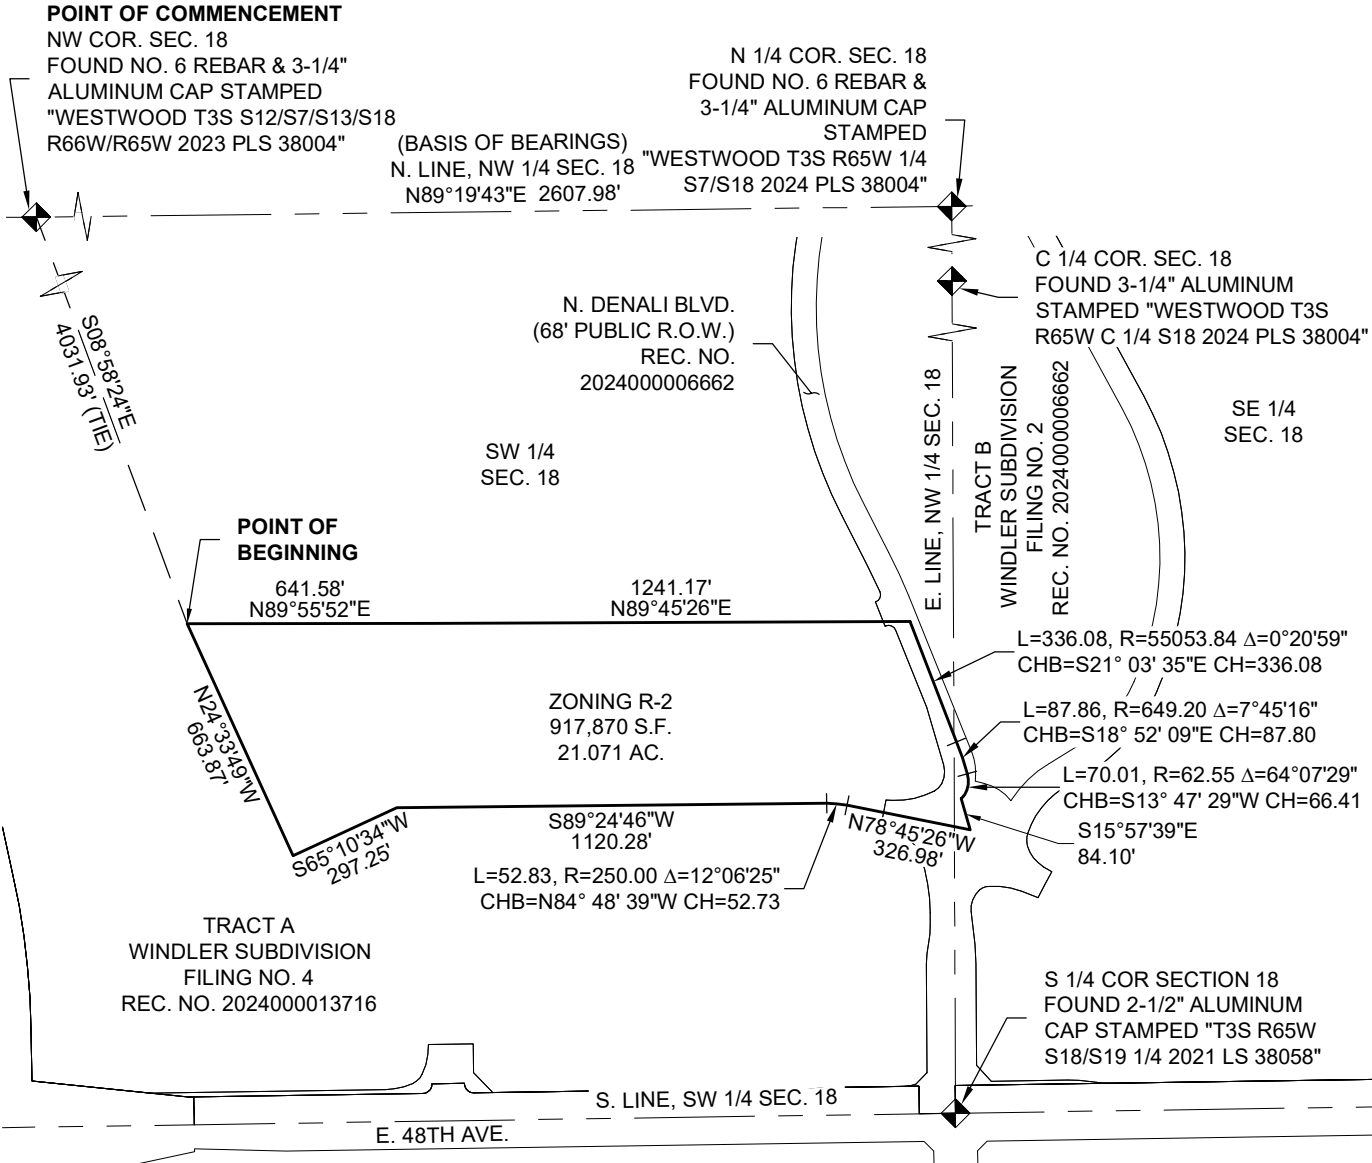 POINT OF COMMENCEMENT
NW COR. SEC. 18
FOUND NO. 6 REBAR & 3-1/4"
ALUMINUM CAP STAMPED
"WESTWOOD T3S S12/S7/S13/S18
R66W/R65W 2023 PLS 38004"
(BASIS OF BEARINGS)
N. LINE, NW 1/4 SEC. 18
N89°19'43"E 2607.98'
N 1/4 COR. SEC. 18
FOUND NO. 6 REBAR &
3-1/4" ALUMINUM CAP
STAMPED
"WESTWOOD T3S R65W 1/4
S7/S18 2024 PLS 38004"
C 1/4 COR. SEC. 18
FOUND 3-1/4" ALUMINUM
STAMPED "WESTWOOD T3S
R65W C 1/4 S18 2024 PLS 38004"
N. DENALI BLVD.
(68' PUBLIC R.O.W.)
REC. NO.
2024000006662
S08°58'24"E
4031.93' (TIE)
SW 1/4
SEC. 18
E. LINE, NW 1/4 SEC. 18
TRACT B
WINDLER SUBDIVISION
FILING NO. 2
REC. NO. 2024000006662
SE 1/4
SEC. 18
POINT OF
BEGINNING
641.58'
N89°55'52"E
1241.17'
N89°45'26"E
L=336.08, R=55053.84 Δ=0°20'59"
CHB=S21° 03' 35"E CH=336.08
L=87.86, R=649.20 Δ=7°45'16"
CHB=S18° 52' 09"E CH=87.80
L=70.01, R=62.55 Δ=64°07'29"
CHB=S13° 47' 29"W CH=66.41
S15°57'39"E
84.10'
ZONING R-2
917,870 S.F.
21.071 AC.
N24°33'49"W
663.87'
S65°10'34"W
297.25'
S89°24'46"W
1120.28'
N78°45'26"W
326.98'
L=52.83, R=250.00 Δ=12°06'25"
CHB=N84° 48' 39"W CH=52.73
TRACT A
WINDLER SUBDIVISION
FILING NO. 4
REC. NO. 2024000013716
S 1/4 COR SECTION 18
FOUND 2-1/2" ALUMINUM
CAP STAMPED "T3S R65W
S18/S19 1/4 2021 LS 38058"
S. LINE, SW 1/4 SEC. 18
E. 48TH AVE.